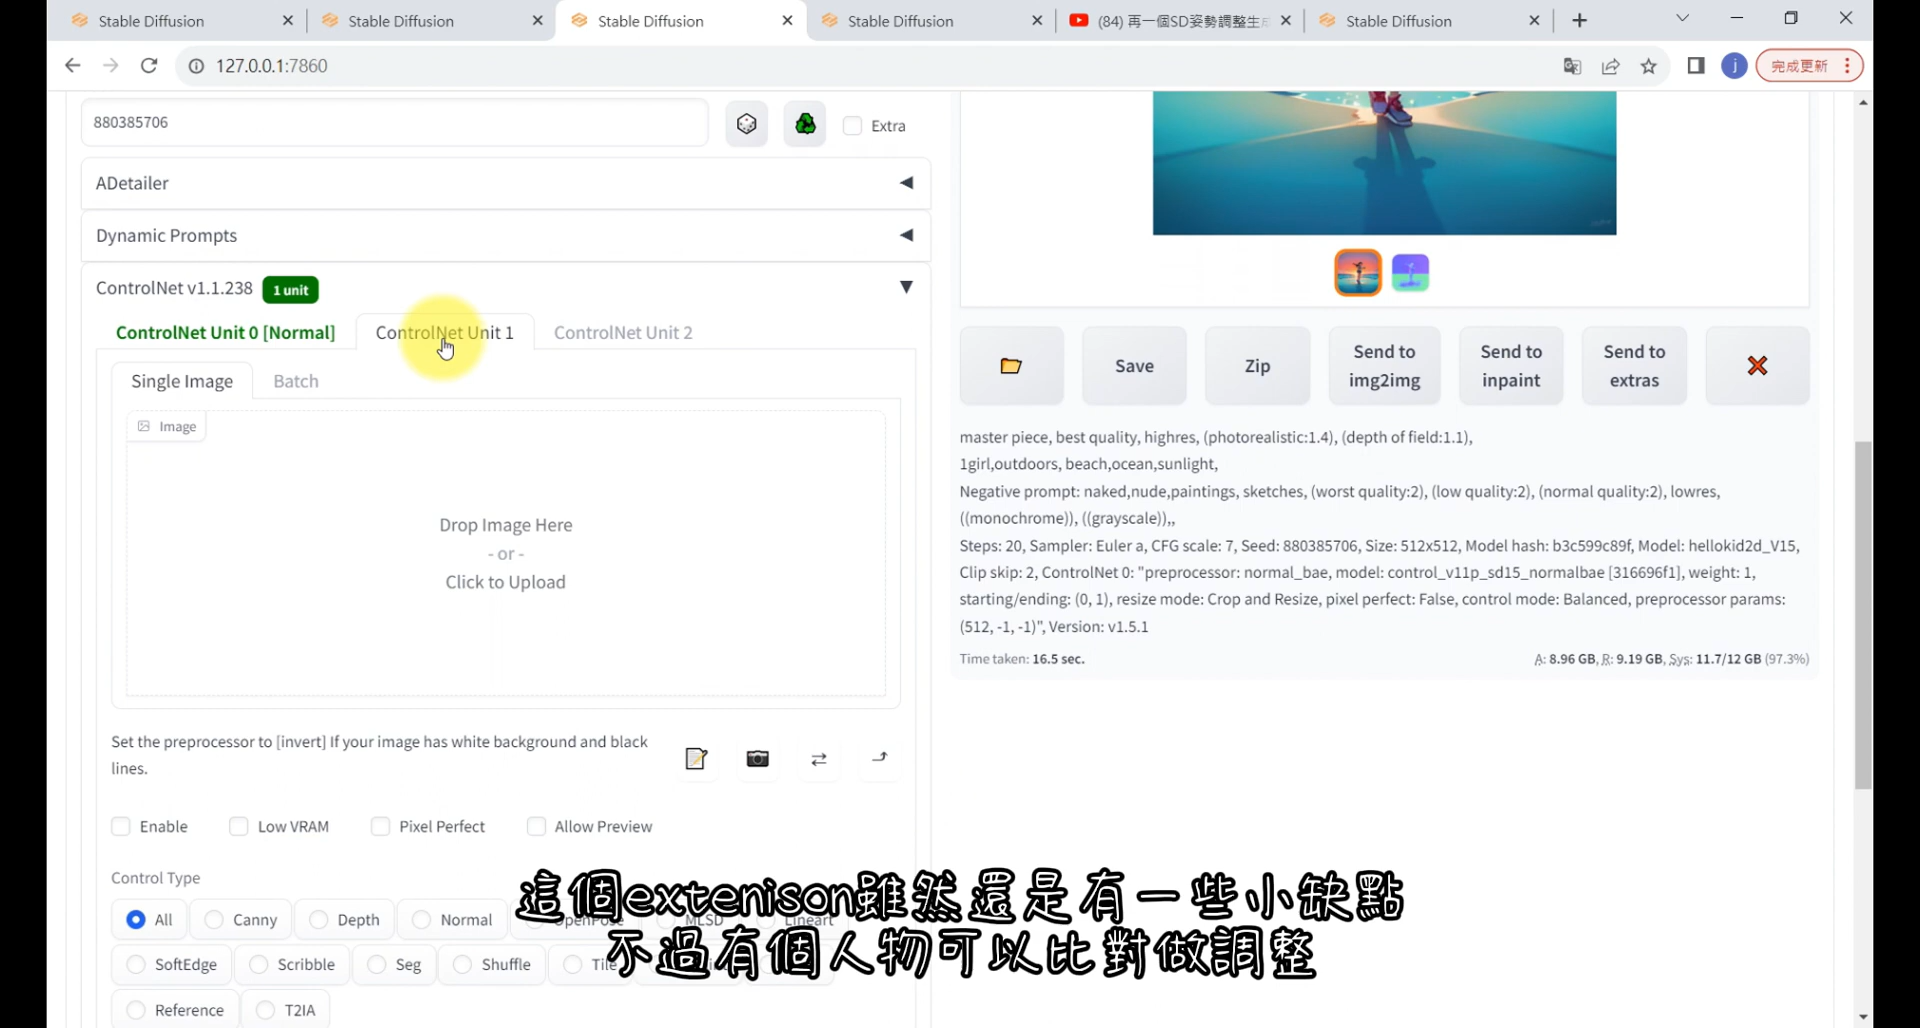 Stable Diffusion
Stable Diffusion
Stable Diffusion
Stable Diffusion
(84) 再一個SD姿勢調整生成
Stable Diffusion
127.0.0.1:7860
j
完成更新
880385706
Extra
ADetailer
Dynamic Prompts
ControlNet v1.1.238
1 unit
ControlNet Unit 0 [Normal]
ControlNet Unit 1
ControlNet Unit 2
Single Image
Batch
Image
Drop Image Here
- or -
Click to Upload
Set the preprocessor to [invert] If your image has white background and black
lines.
Enable
Low VRAM
Pixel Perfect
Allow Preview
Control Type
All
Canny
Depth
Normal
OpenPose
MLSD
Lineart
SoftEdge
Scribble
Seg
Shuffle
Tile
Reference
T2IA
Save
Zip
Send to
img2img
Send to
inpaint
Send to
extras
master piece, best quality, highres, (photorealistic:1.4), (depth of field:1.1),
1girl,outdoors, beach,ocean,sunlight,
Negative prompt: naked,nude,paintings, sketches, (worst quality:2), (low quality:2), (normal quality:2), lowres,
((monochrome)), ((grayscale)),,
Steps: 20, Sampler: Euler a, CFG scale: 7, Seed: 880385706, Size: 512x512, Model hash: b3c599c89f, Model: hellokid2d_V15,
Clip skip: 2, ControlNet 0: "preprocessor: normal_bae, model: control_v11p_sd15_normalbae [316696f1], weight: 1,
starting/ending: (0, 1), resize mode: Crop and Resize, pixel perfect: False, control mode: Balanced, preprocessor params:
(512, -1, -1)", Version: v1.5.1
Time taken: 16.5 sec.
A: 8.96 GB, R: 9.19 GB, Sys: 11.7/12 GB (97.3%)
這個extenison雖然還是有一些小缺點
不過有個人物可以比對做調整